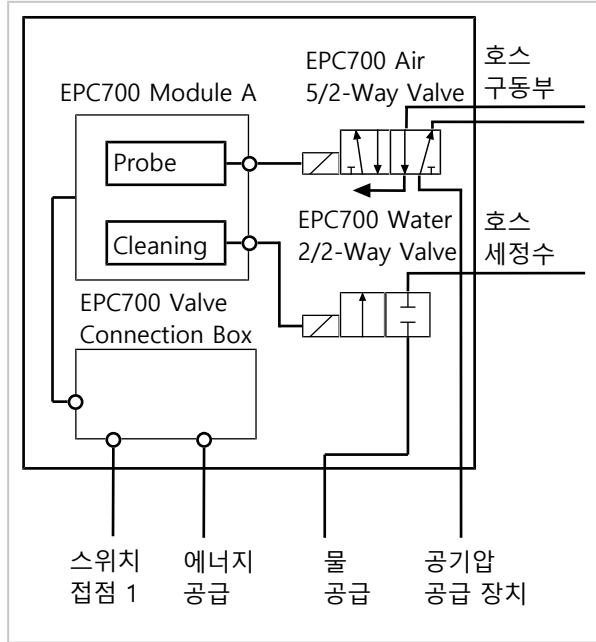 EPC700 Air
5/2-Way Valve
호스
구동부
EPC700 Module A
Probe
Cleaning
EPC700 Water
2/2-Way Valve
호스
세정수
EPC700 Valve
Connection Box
스위치
접점 1
에너지
공급
물
공급
공기압
공급 장치